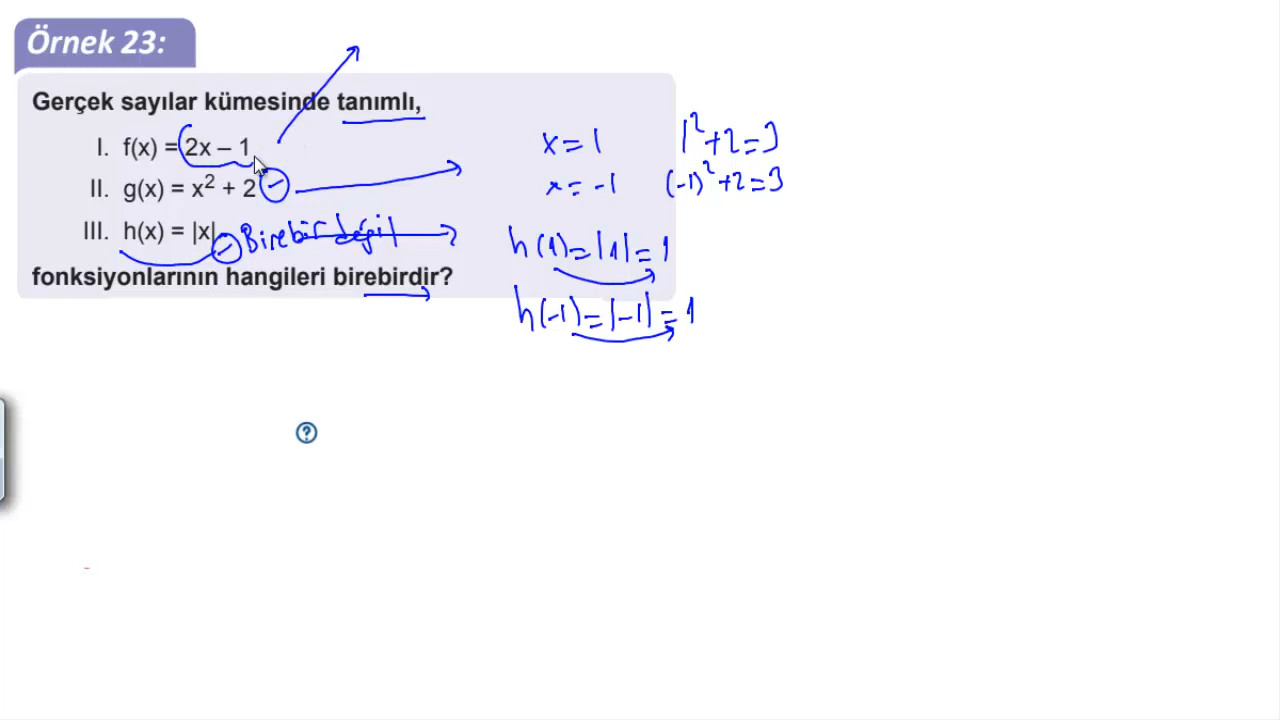 Örnek 23:
Gerçek sayılar kümesinde tanımlı,
I. f(x) = 2x – 1
II. g(x) = x² + 2
III. h(x) = |x|
Birebir değil
fonksiyonlarının hangileri birebirdir?
x = 1 1² + 2 = 3
x = -1 (-1)² + 2 = 3
h(1) = |1| = 1
h(-1) = |-1| = 1
?